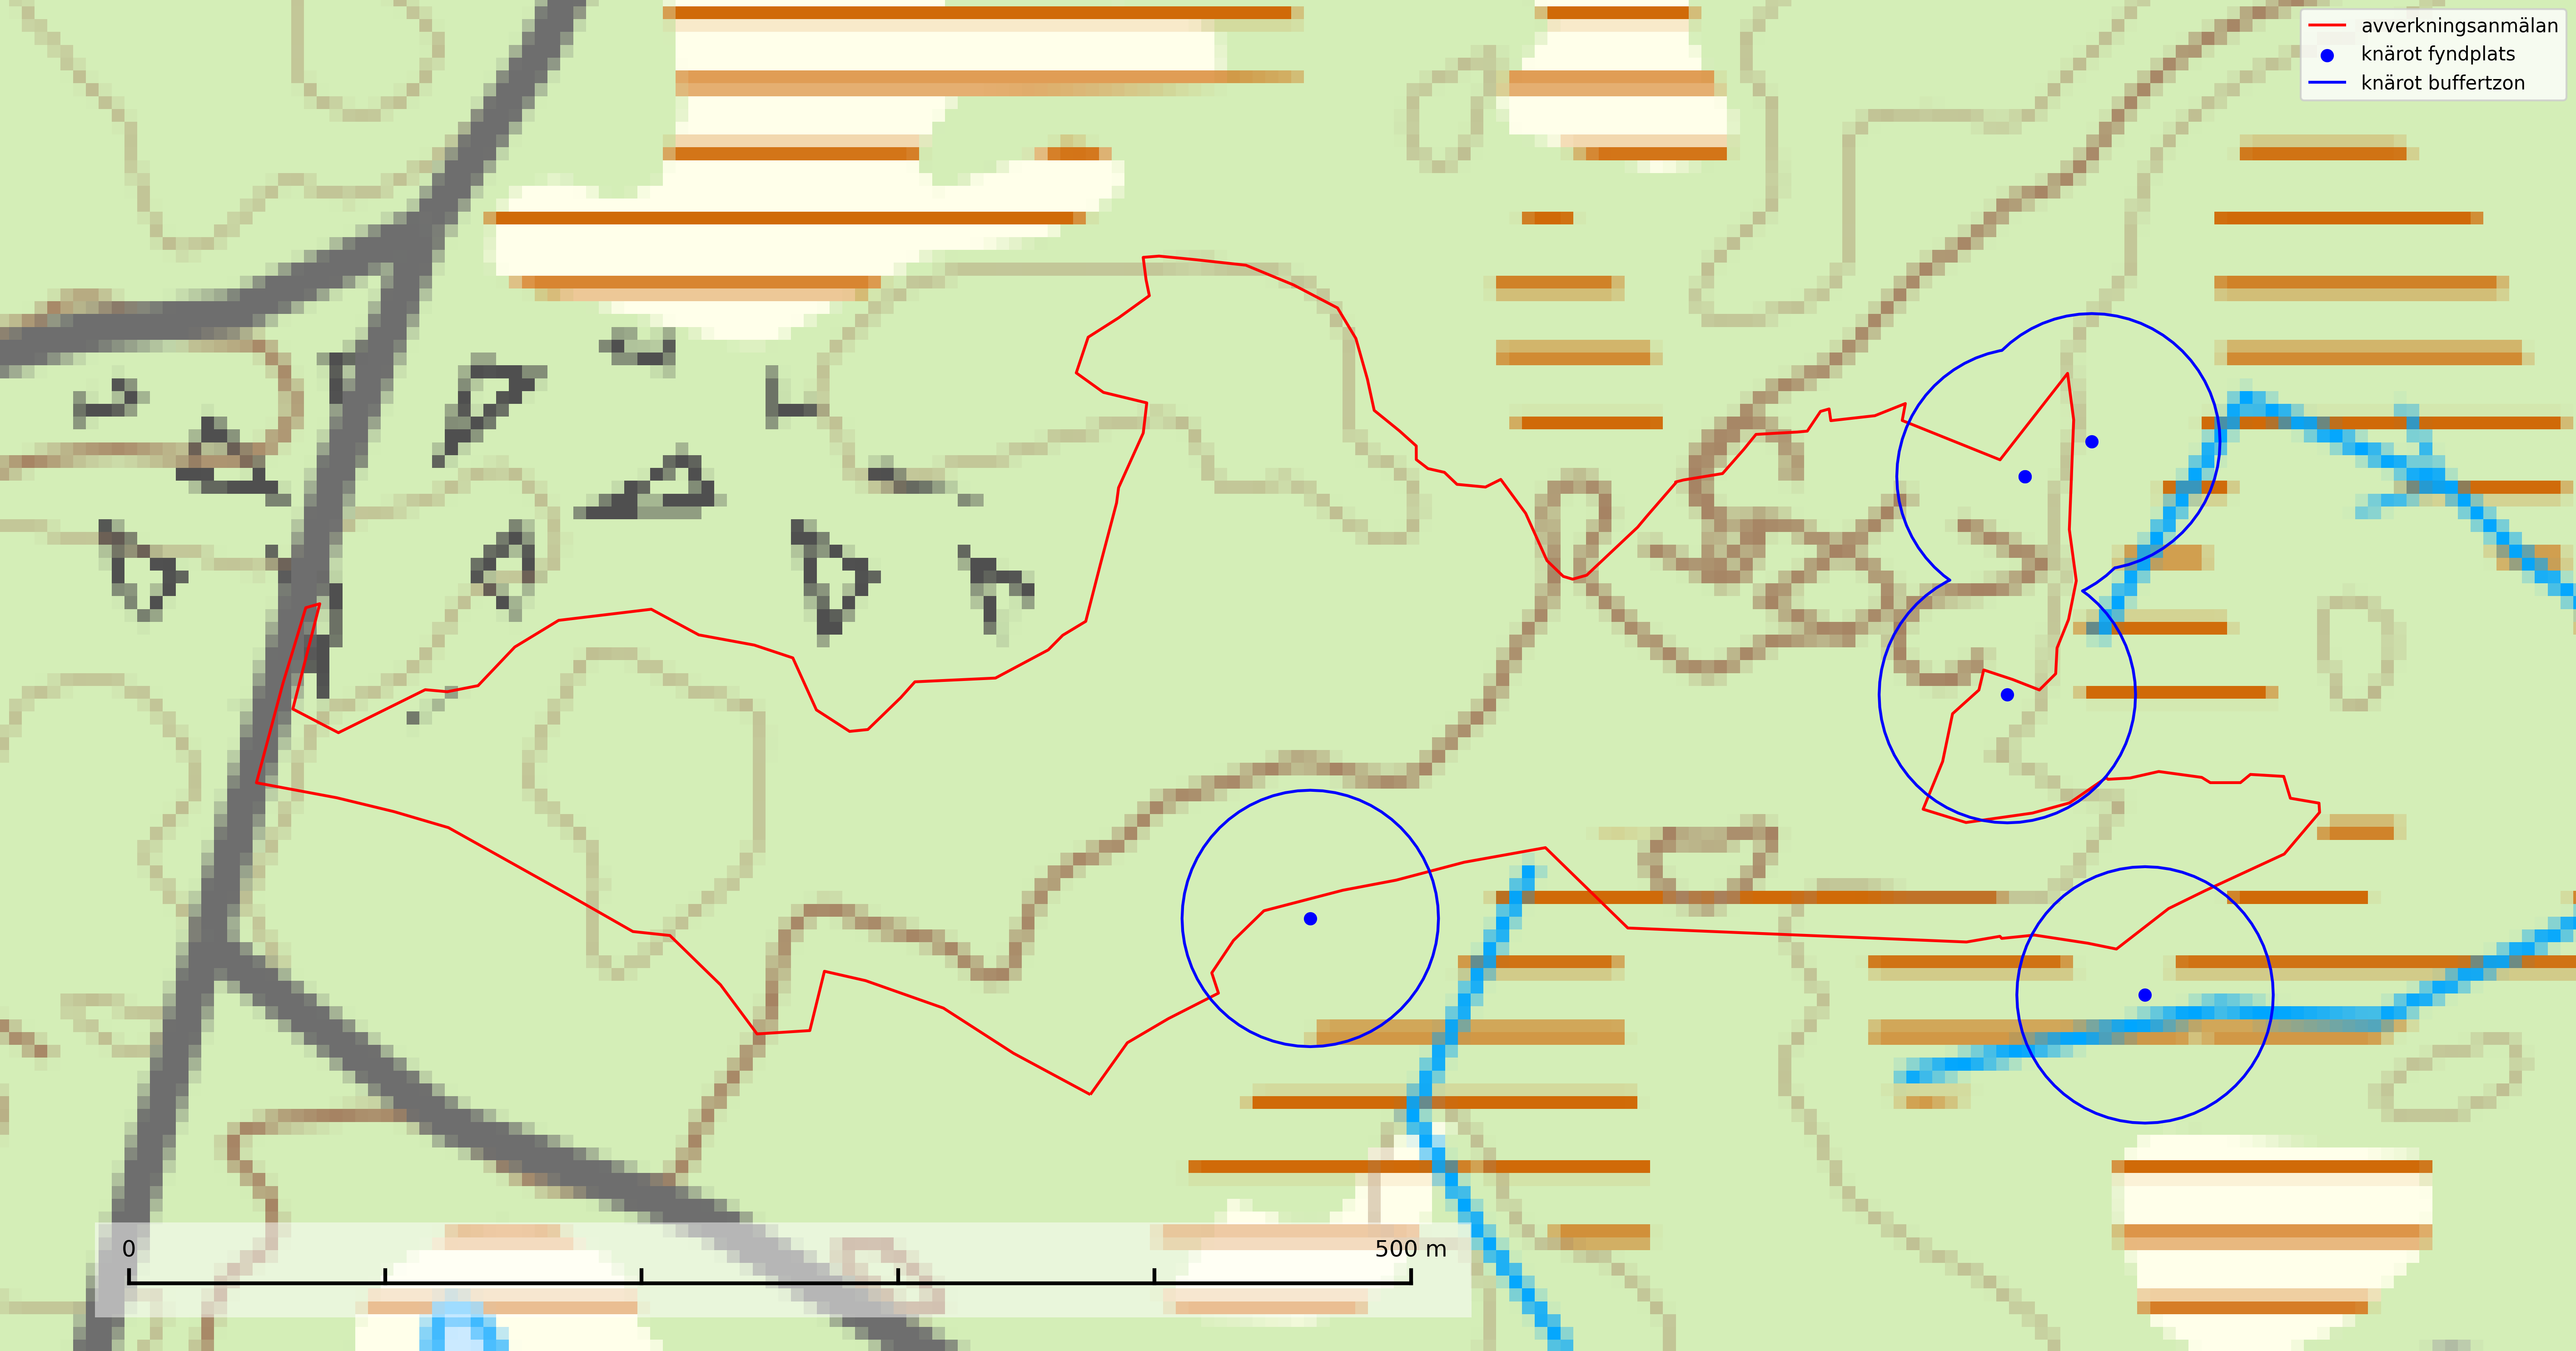 avverkningsanmälan
knärot fyndplats
knärot buffertzon
0
500 m